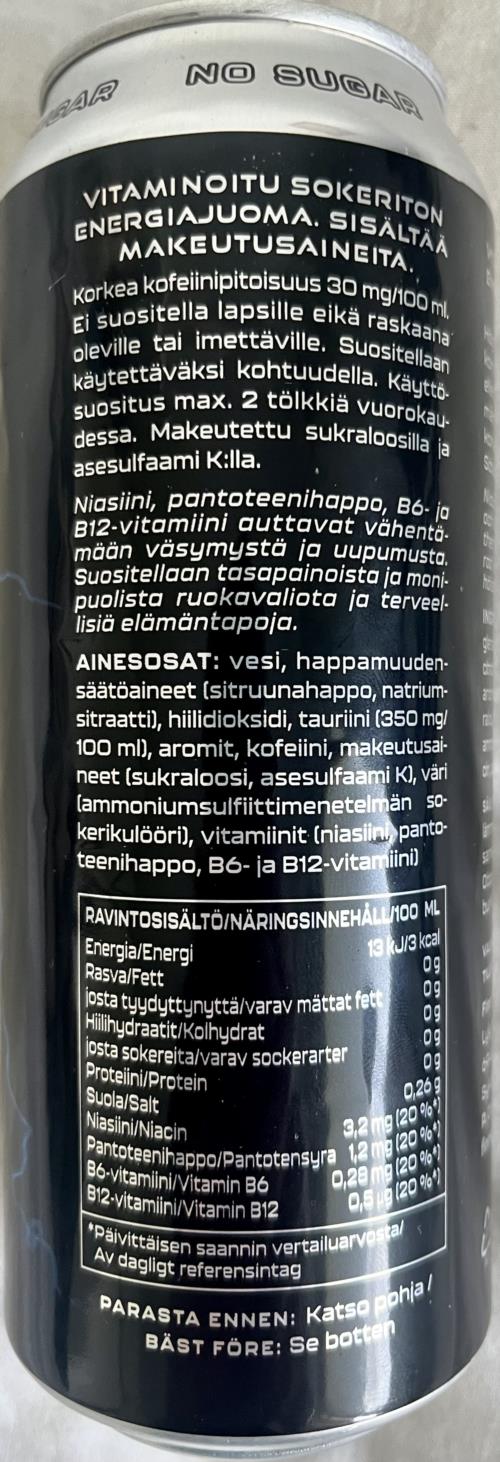 GAR NO SUGAR
VITAMINOITU SOKERITON
ENERGIAJUOMA. SISÄLTÄÄ
MAKEUTUSAINEITA.
Korkea kofeiinipitoisuus 30 mg/100 ml.
Ei suositella lapsille eikä raskaana
oleville tai imettäville. Suositellaan
käytettäväksi kohtuudella. Käyttö-
suositus max. 2 tölkkiä vuorokau-
dessa. Makeutettu sukraloosilla ja
asesulfaami K:lla.
Niasiini, pantoteenihappo, B6- ja
B12-vitamiini auttavat vähentä-
mään väsymystä ja uupumusta.
Suositellaan tasapainoista ja moni-
puolista ruokavaliota ja terveel-
lisiä elämäntapoja.
AINESOSAT: vesi, happamuuden-
säätöaineet (sitruunahappo, natrium-
sitraatti), hiilidioksidi, tauriini (350 mg/
100 ml), aromit, kofeiini, makeutusai-
neet (sukraloosi, asesulfaami K), väri
(ammoniumsulfiittimenetelmän so-
kerikulööri), vitamiinit (niasiini, panto-
teenihappo, B6- ja B12-vitamiini)
RAVINTOSISÄLTÖ/NÄRINGSINNEHÅLL/100 ML
Energia/Energi 13 kJ/3 kcal
Rasva/Fett 0 g
josta tyydyttynyttä/varav mättat fett 0 g
Hiilihydraatit/Kolhydrat 0 g
josta sokereita/varav sockerarter 0 g
Proteiini/Protein 0 g
Suola/Salt 0,26 g
Niasiini/Niacin 3,2 mg (20 %*)
Pantoteenihappo/Pantotensyra 1,2 mg (20 %*)
B6-vitamiini/Vitamin B6 0,28 mg (20 %*)
B12-vitamiini/Vitamin B12 0,5 µg (20 %*)
*Päivittäisen saannin vertailuarvosta/
Av dagligt referensintag
PARASTA ENNEN: Katso pohja /
BÄST FÖRE: Se botten